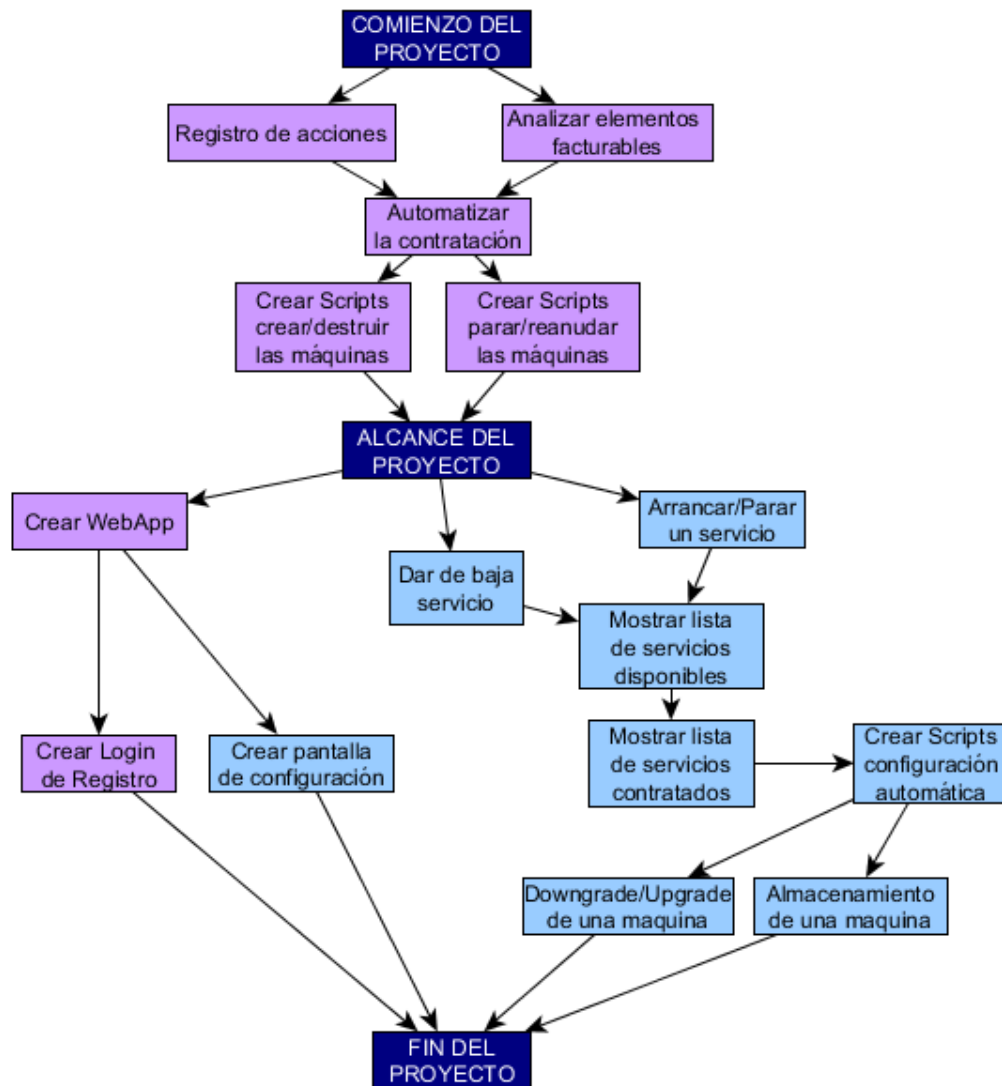 COMIENZO DEL
PROYECTO
Registro de acciones
Analizar elementos
facturables
Automatizar
la contratación
Crear Scripts
crear/destruir
las máquinas
Crear Scripts
parar/reanudar
las máquinas
ALCANCE DEL
PROYECTO
Crear WebApp
Arrancar/Parar
un servicio
Dar de baja
servicio
Mostrar lista
de servicios
disponibles
Crear Login
de Registro
Crear pantalla
de configuración
Mostrar lista
de servicios
contratados
Crear Scripts
configuración
automática
Downgrade/Upgrade
de una maquina
Almacenamiento
de una maquina
FIN DEL
PROYECTO